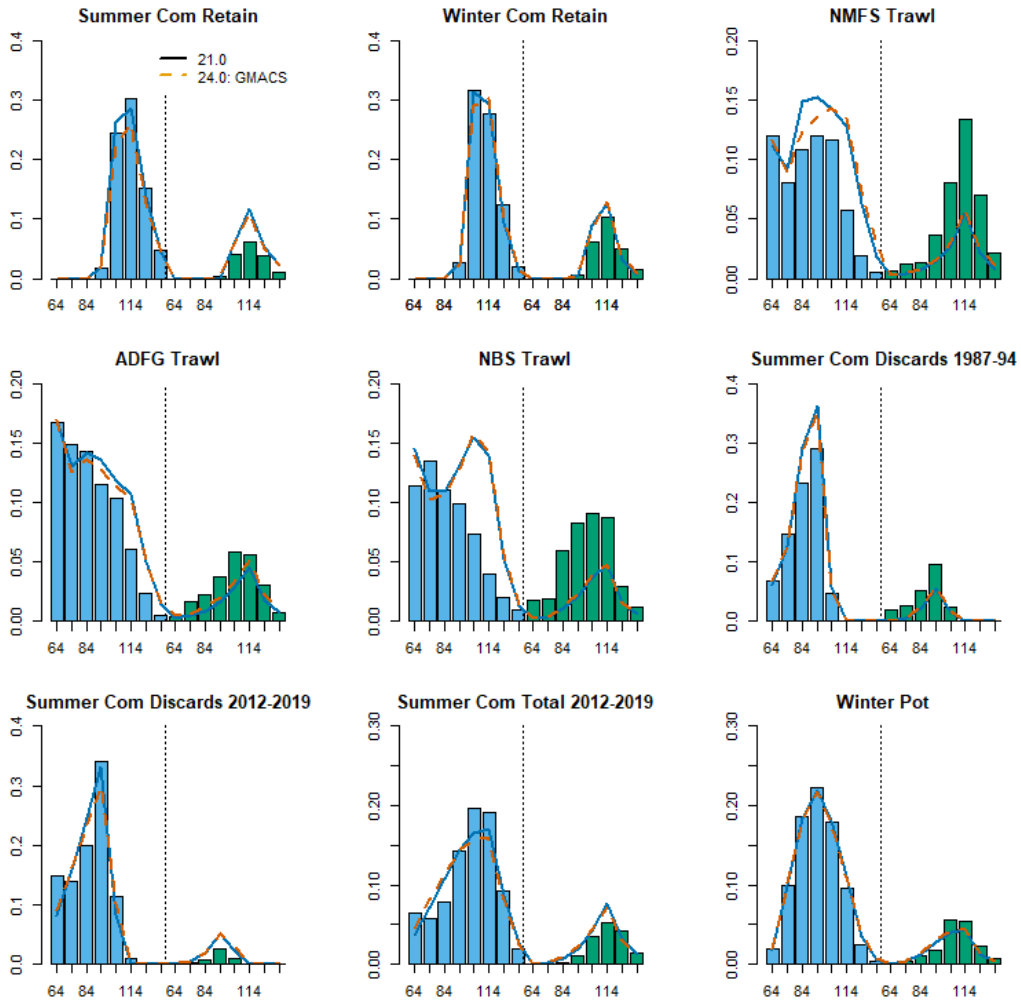 Summer Com Retain
Winter Com Retain
NMFS Trawl
0.4
0.3
0.2
0.1
0.0
21.0
24.0: GMACS
64 84 114 64 84 114
0.4
0.3
0.2
0.1
0.0
64 84 114 64 84 114
0.20
0.15
0.10
0.05
0.00
64 84 114 64 84 114
ADFG Trawl
NBS Trawl
Summer Com Discards 1987-94
0.20
0.15
0.10
0.05
0.00
64 84 114 64 84 114
0.20
0.15
0.10
0.05
0.00
64 84 114 64 84 114
0.4
0.3
0.2
0.1
0.0
64 84 114 64 84 114
Summer Com Discards 2012-2019
Summer Com Total 2012-2019
Winter Pot
0.4
0.3
0.2
0.1
0.0
64 84 114 64 84 114
0.30
0.20
0.10
0.00
64 84 114 64 84 114
0.30
0.20
0.10
0.00
64 84 114 64 84 114